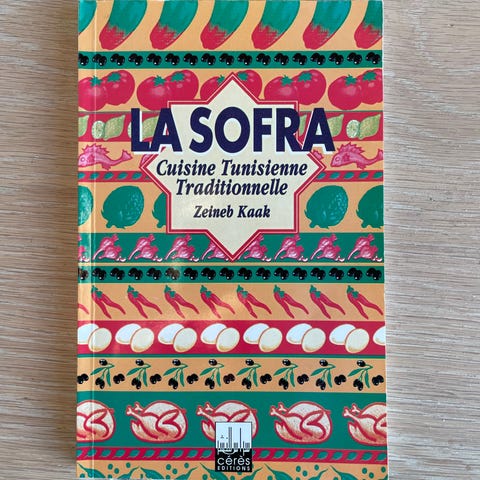 LA SOFRA
Cuisine Tunisienne
Traditionnelle
Zeineb Kaak
cérès
EDITIONS